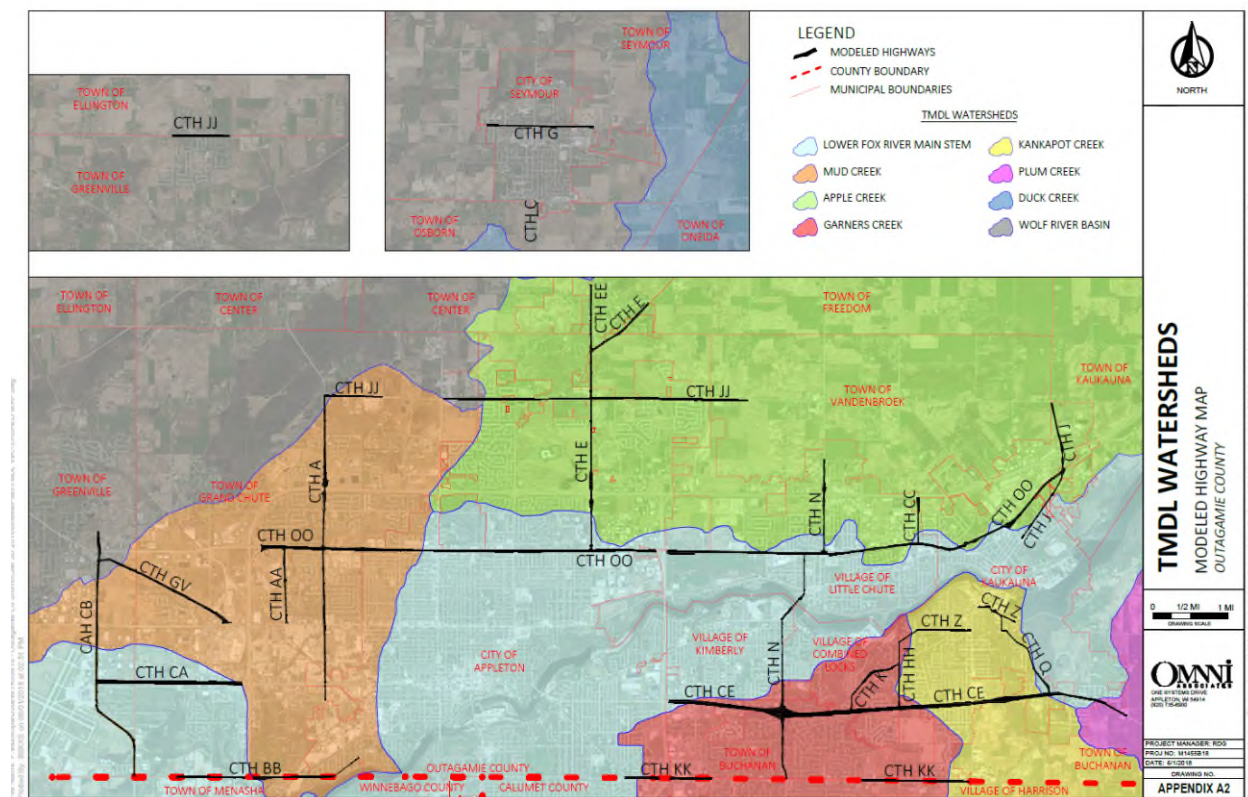 TOWN OF
ELLINGTON
CTH JJ
TOWN OF
GREENVILLE
TOWN OF
SEYMOUR
CITY OF
SEYMOUR
CTH G
CTH C
TOWN OF
OSBORN
TOWN OF
ONEIDA
LEGEND
MODELED HIGHWAYS
COUNTY BOUNDARY
MUNICIPAL BOUNDARIES
TMDL WATERSHEDS
LOWER FOX RIVER MAIN STEM
MUD CREEK
APPLE CREEK
GARNERS CREEK
KANKAPOT CREEK
PLUM CREEK
DUCK CREEK
WOLF RIVER BASIN
TOWN OF
ELLINGTON
TOWN OF
CENTER
TOWN OF
CENTER
CTH EE
CTH E
TOWN OF
FREEDOM
TOWN OF
KAUKAUNA
CTH JJ
CTH JJ
TOWN OF
VANDENBROEK
CTH J
TOWN OF
GREENVILLE
TOWN OF
GRAND CHUTE
CTH A
CTH E
CTH N
CTH CC
CTH OO
CTH J
CTH OO
CTH OO
CTH GV
CTH AA
VILLAGE OF
LITTLE CHUTE
CITY OF
KAUKAUNA
CAH CB
CTH CA
CITY OF
APPLETON
VILLAGE OF
KIMBERLY
CTH N
VILLAGE OF
COMBINED
LOCKS
CTH Z
CTH Z
CTH HH
CTH K
CTH Q
CTH CE
CTH CE
CTH BB
TOWN OF MENASHA
OUTAGAMIE COUNTY
WINNEBAGO COUNTY
CALUMET COUNTY
CTH KK
TOWN OF
BUCHANAN
CTH KK
VILLAGE OF HARRISON
TOWN OF
BUCHANAN
N
NORTH
TMDL WATERSHEDS
MODELED HIGHWAY MAP
OUTAGAMIE COUNTY
0 1/2 MI 1 MI
DRAWING SCALE
OMNNI
ASSOCIATES
ONE SYSTEMS DRIVE
APPLETON, WI 54914
(920) 735-6900
PROJECT MANAGER: RDG
PROJ NO: M1455B18
DATE: 6/1/2018
DRAWING NO.
APPENDIX A2